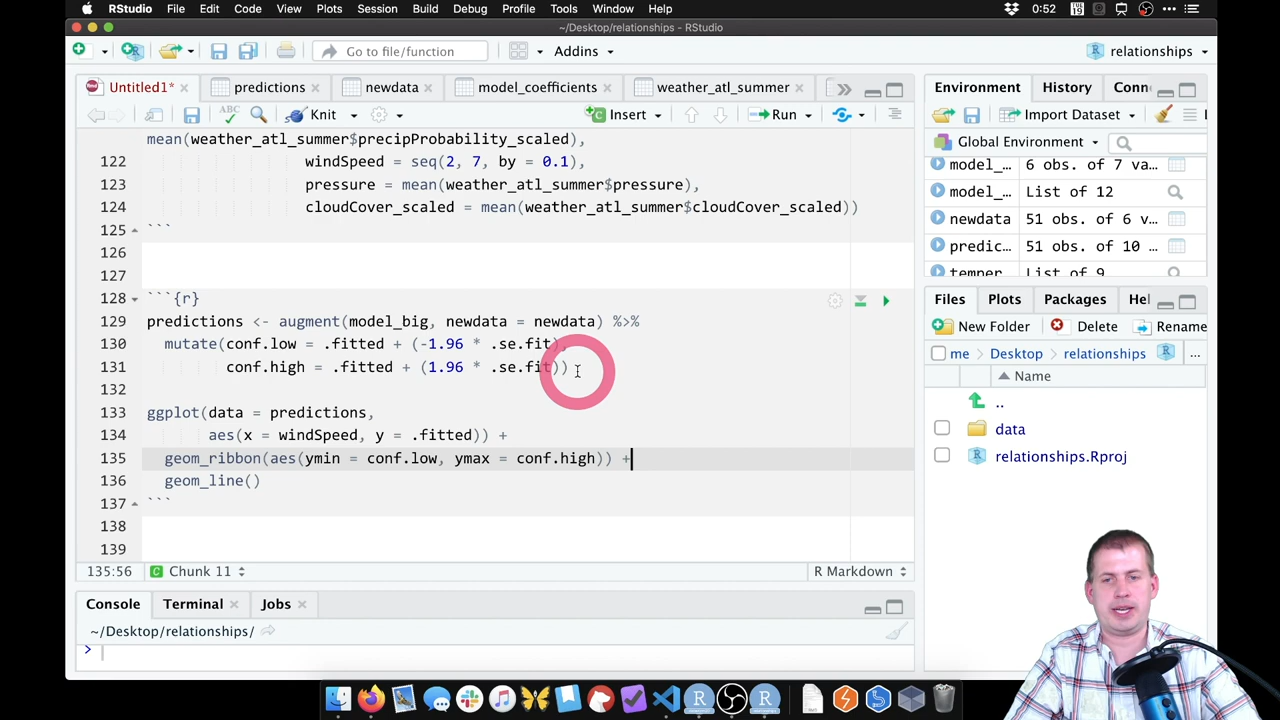 RStudio File Edit Code View Plots Session Build Debug Profile Tools Window Help 0:52
~/Desktop/relationships - RStudio
Go to file/function Addins relationships
Untitled1* predictions newdata model_coefficients weather_atl_summer
Knit Insert Run
mean(weather_atl_summer$precipProbability_scaled),
122 windSpeed = seq(2, 7, by = 0.1),
123 pressure = mean(weather_atl_summer$pressure),
124 cloudCover_scaled = mean(weather_atl_summer$cloudCover_scaled))
125 ```
126
127
128 ```{r}
129 predictions <- augment(model_big, newdata = newdata) %>%
130 mutate(conf.low = .fitted + (-1.96 * .se.fit),
131 conf.high = .fitted + (1.96 * .se.fit))
132
133 ggplot(data = predictions,
134 aes(x = windSpeed, y = .fitted)) +
135 geom_ribbon(aes(ymin = conf.low, ymax = conf.high)) +
136 geom_line()
137 ```
138
139
135:56 Chunk 11 R Markdown
Console Terminal Jobs
~/Desktop/relationships/
>
Environment History Conn
Import Dataset
Global Environment
model_… 6 obs. of 7 va…
model_… List of 12
newdata 51 obs. of 6 v…
predic… 51 obs. of 10 …
temper List of 9
Files Plots Packages Hel
New Folder Delete Rename
me Desktop relationships ...
Name
..
data
relationships.Rproj